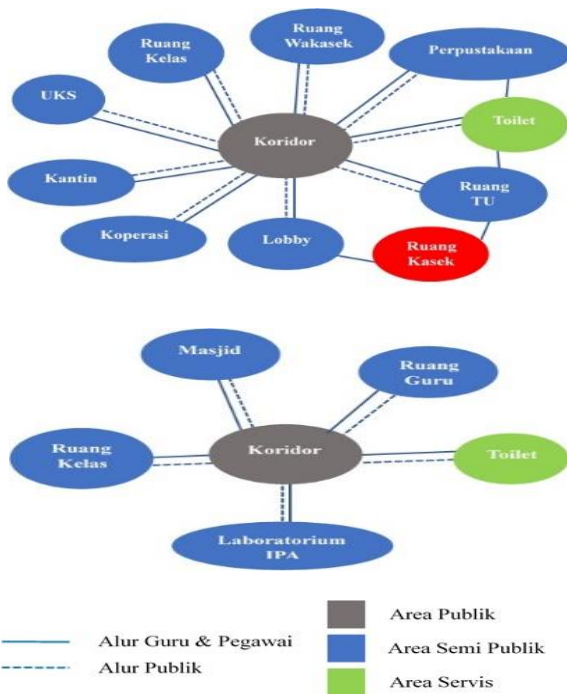 Ruang
Kelas
Ruang
Wakasek
Perpustakaan
UKS
Toilet
Koridor
Kantin
Ruang
TU
Koperasi
Lobby
Ruang
Kasek
Masjid
Ruang
Guru
Ruang
Kelas
Koridor
Toilet
Laboratorium
IPA
Alur Guru & Pegawai
Alur Publik
Area Publik
Area Semi Publik
Area Servis